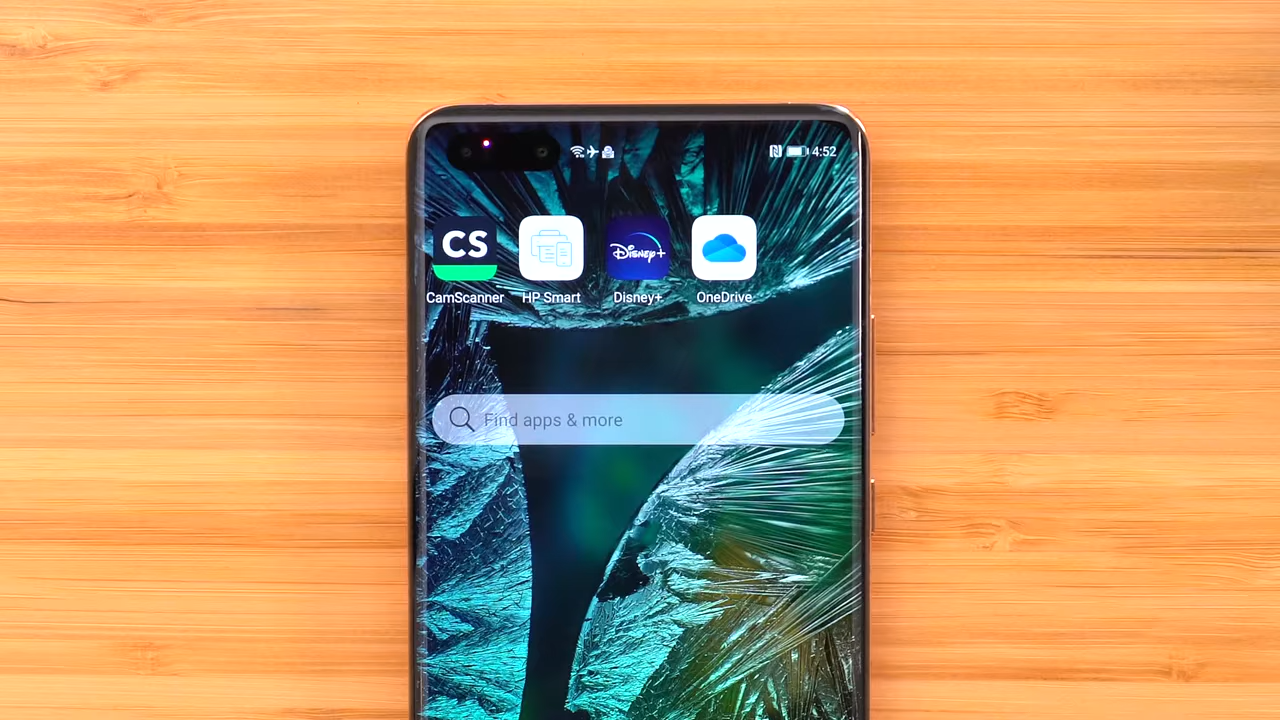 4:52
CS
Disney+
CamScanner HP Smart Disney+ OneDrive
Find apps & more